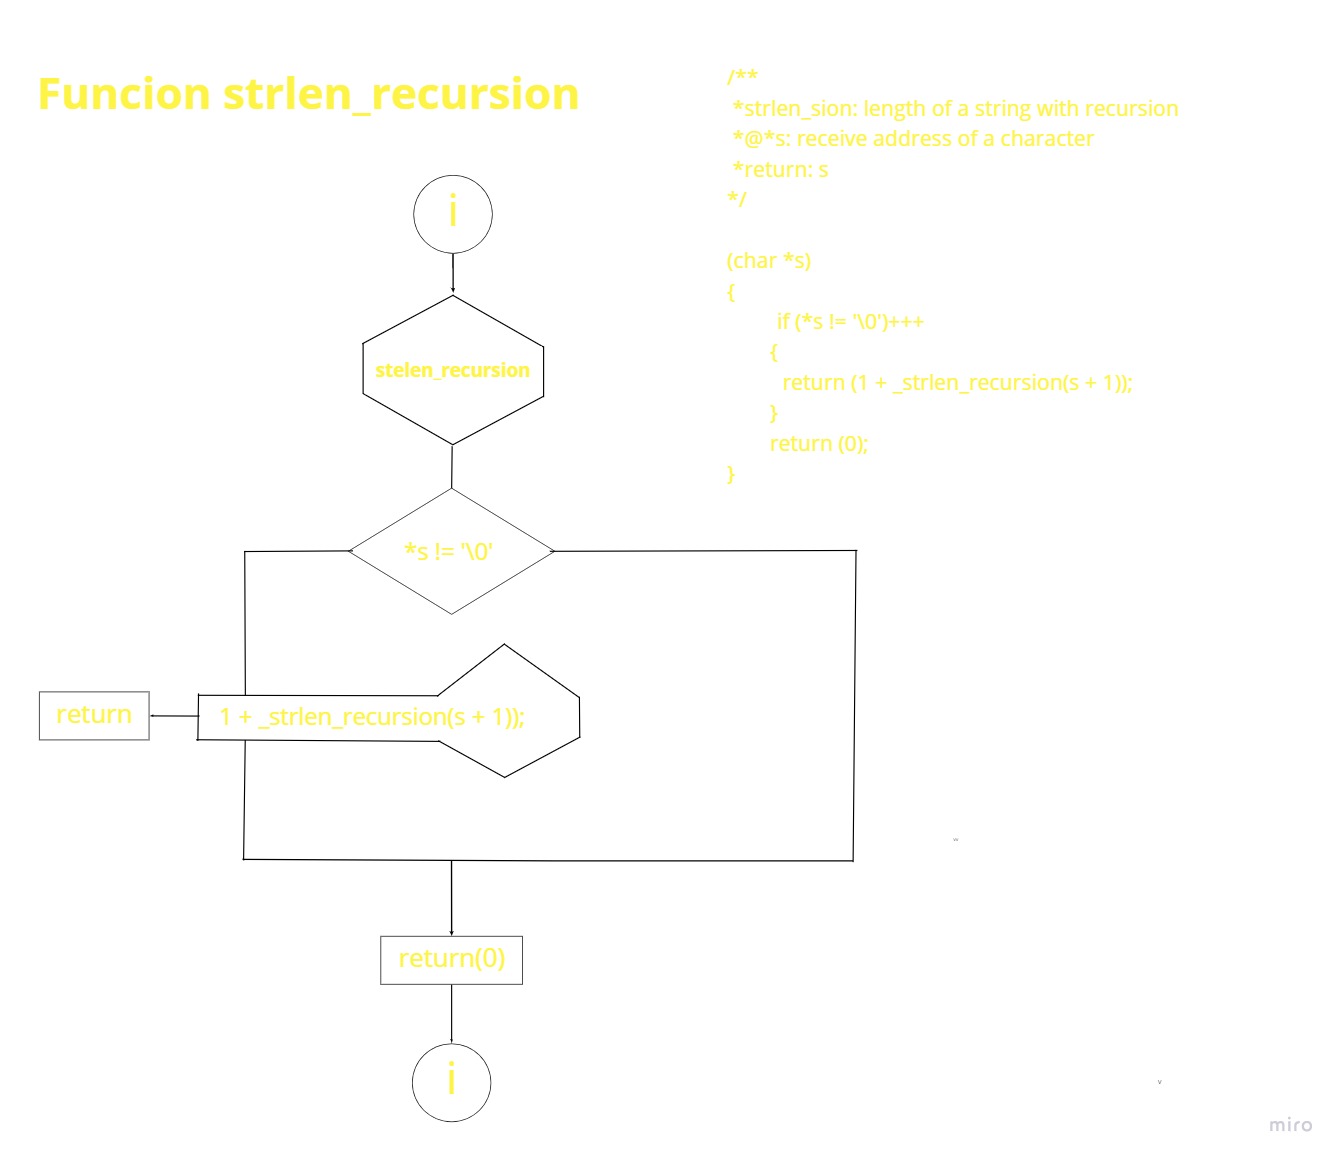 Funcion strlen_recursion
/**
*strlen_sion: length of a string with recursion
*@*s: receive address of a character
*return: s
*/
(char *s)
{
if (*s != '\0')+++
{
return (1 + _strlen_recursion(s + 1));
}
return (0);
}
i
stelen_recursion
*s != '\0'
return
1 + _strlen_recursion(s + 1));
w
return(0)
i
v
miro